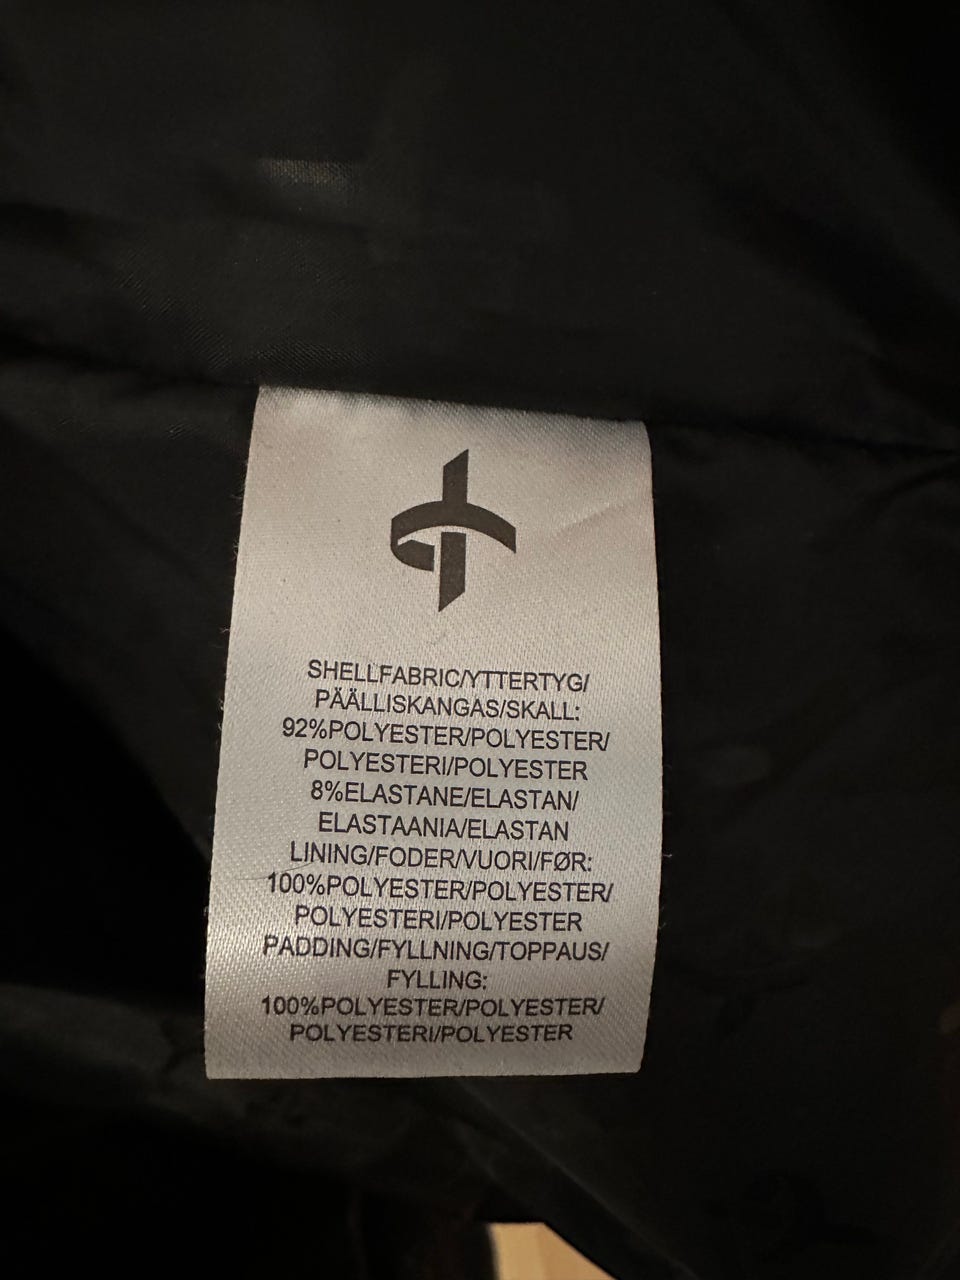 SHELLFABRIC/YTTERTYG/
PÄÄLLISKANGAS/SKALL:
92%POLYESTER/POLYESTER/
POLYESTERI/POLYESTER
8%ELASTANE/ELASTAN/
ELASTAANIA/ELASTAN
LINING/FODER/VUORI/FØR:
100%POLYESTER/POLYESTER/
POLYESTERI/POLYESTER
PADDING/FYLLNING/TOPPAUS/
FYLLING:
100%POLYESTER/POLYESTER/
POLYESTERI/POLYESTER